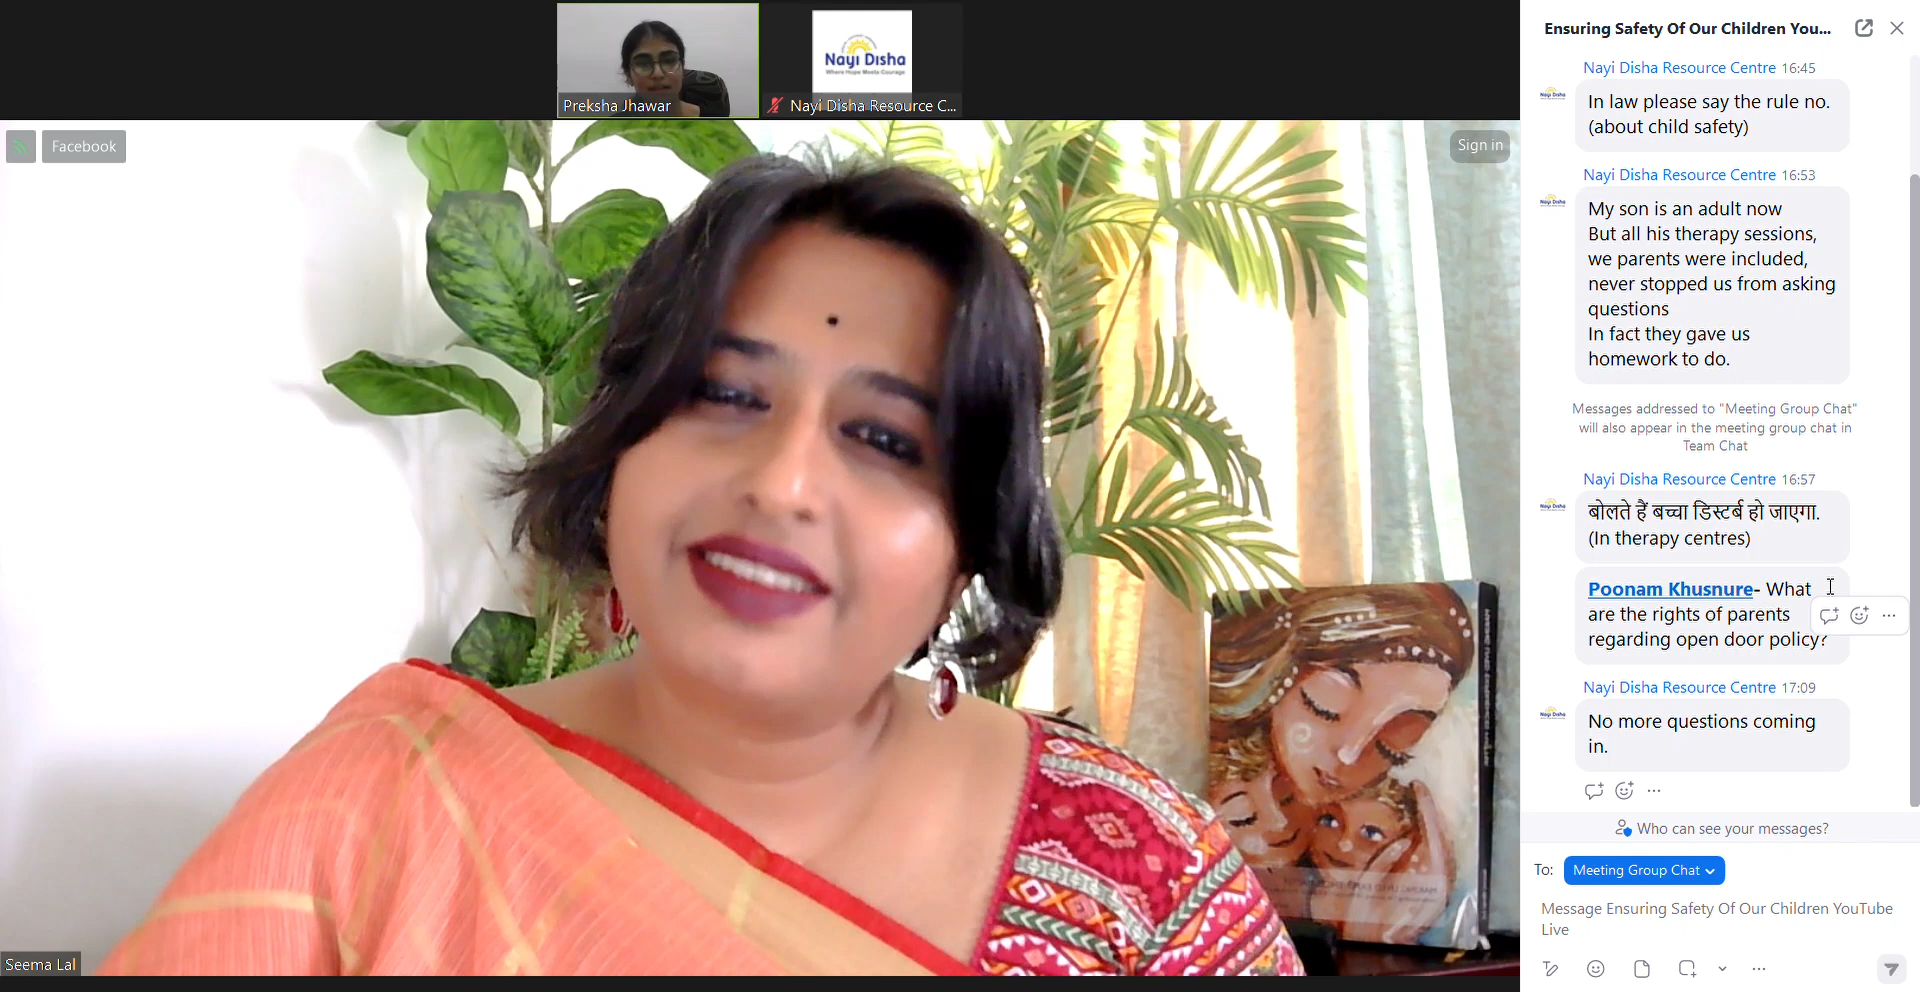 Preksha Jhawar
Nayi Disha
Where Hope Meets Courage
Nayi Disha Resource C...
Facebook
Sign in
Seema Lal
Ensuring Safety Of Our Children You...
Nayi Disha Resource Centre 16:45
In law please say the rule no.
(about child safety)
Nayi Disha Resource Centre 16:53
My son is an adult now
But all his therapy sessions,
we parents were included,
never stopped us from asking
questions
In fact they gave us
homework to do.
Messages addressed to "Meeting Group Chat"
will also appear in the meeting group chat in
Team Chat
Nayi Disha Resource Centre 16:57
बोलते हैं बच्चा डिस्टर्ब हो जाएगा.
(In therapy centres)
Poonam Khusnure- What
are the rights of parents
regarding open door policy?
Nayi Disha Resource Centre 17:09
No more questions coming
in.
Who can see your messages?
To: Meeting Group Chat
Message Ensuring Safety Of Our Children YouTube
Live